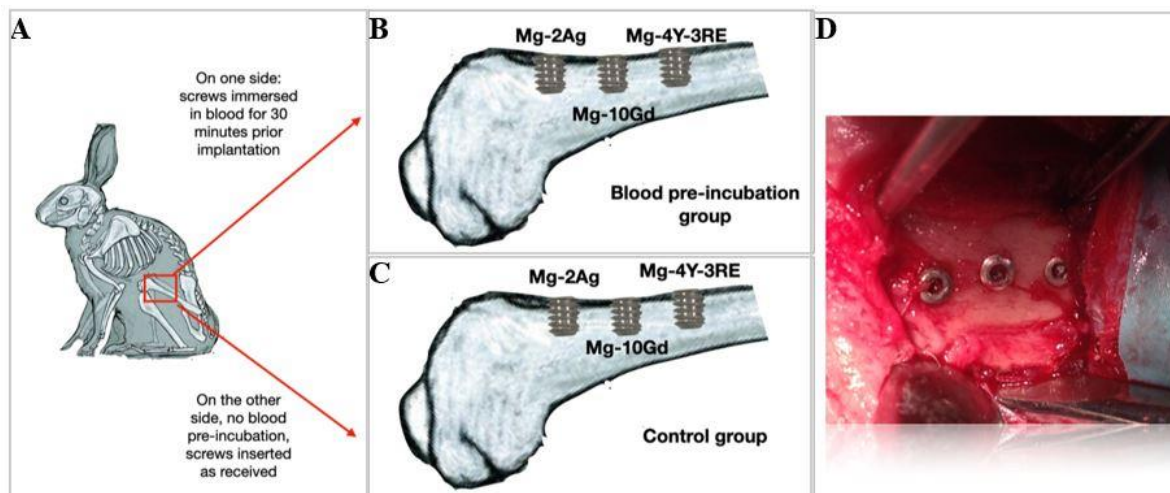 A
On one side:
screws immersed
in blood for 30
minutes prior
implantation
On the other
side, no blood
pre-incubation,
screws inserted
as received
B
Mg-2Ag
Mg-4Y-3RE
Mg-10Gd
Blood pre-incubation
group
C
Mg-2Ag
Mg-4Y-3RE
Mg-10Gd
Control group
D